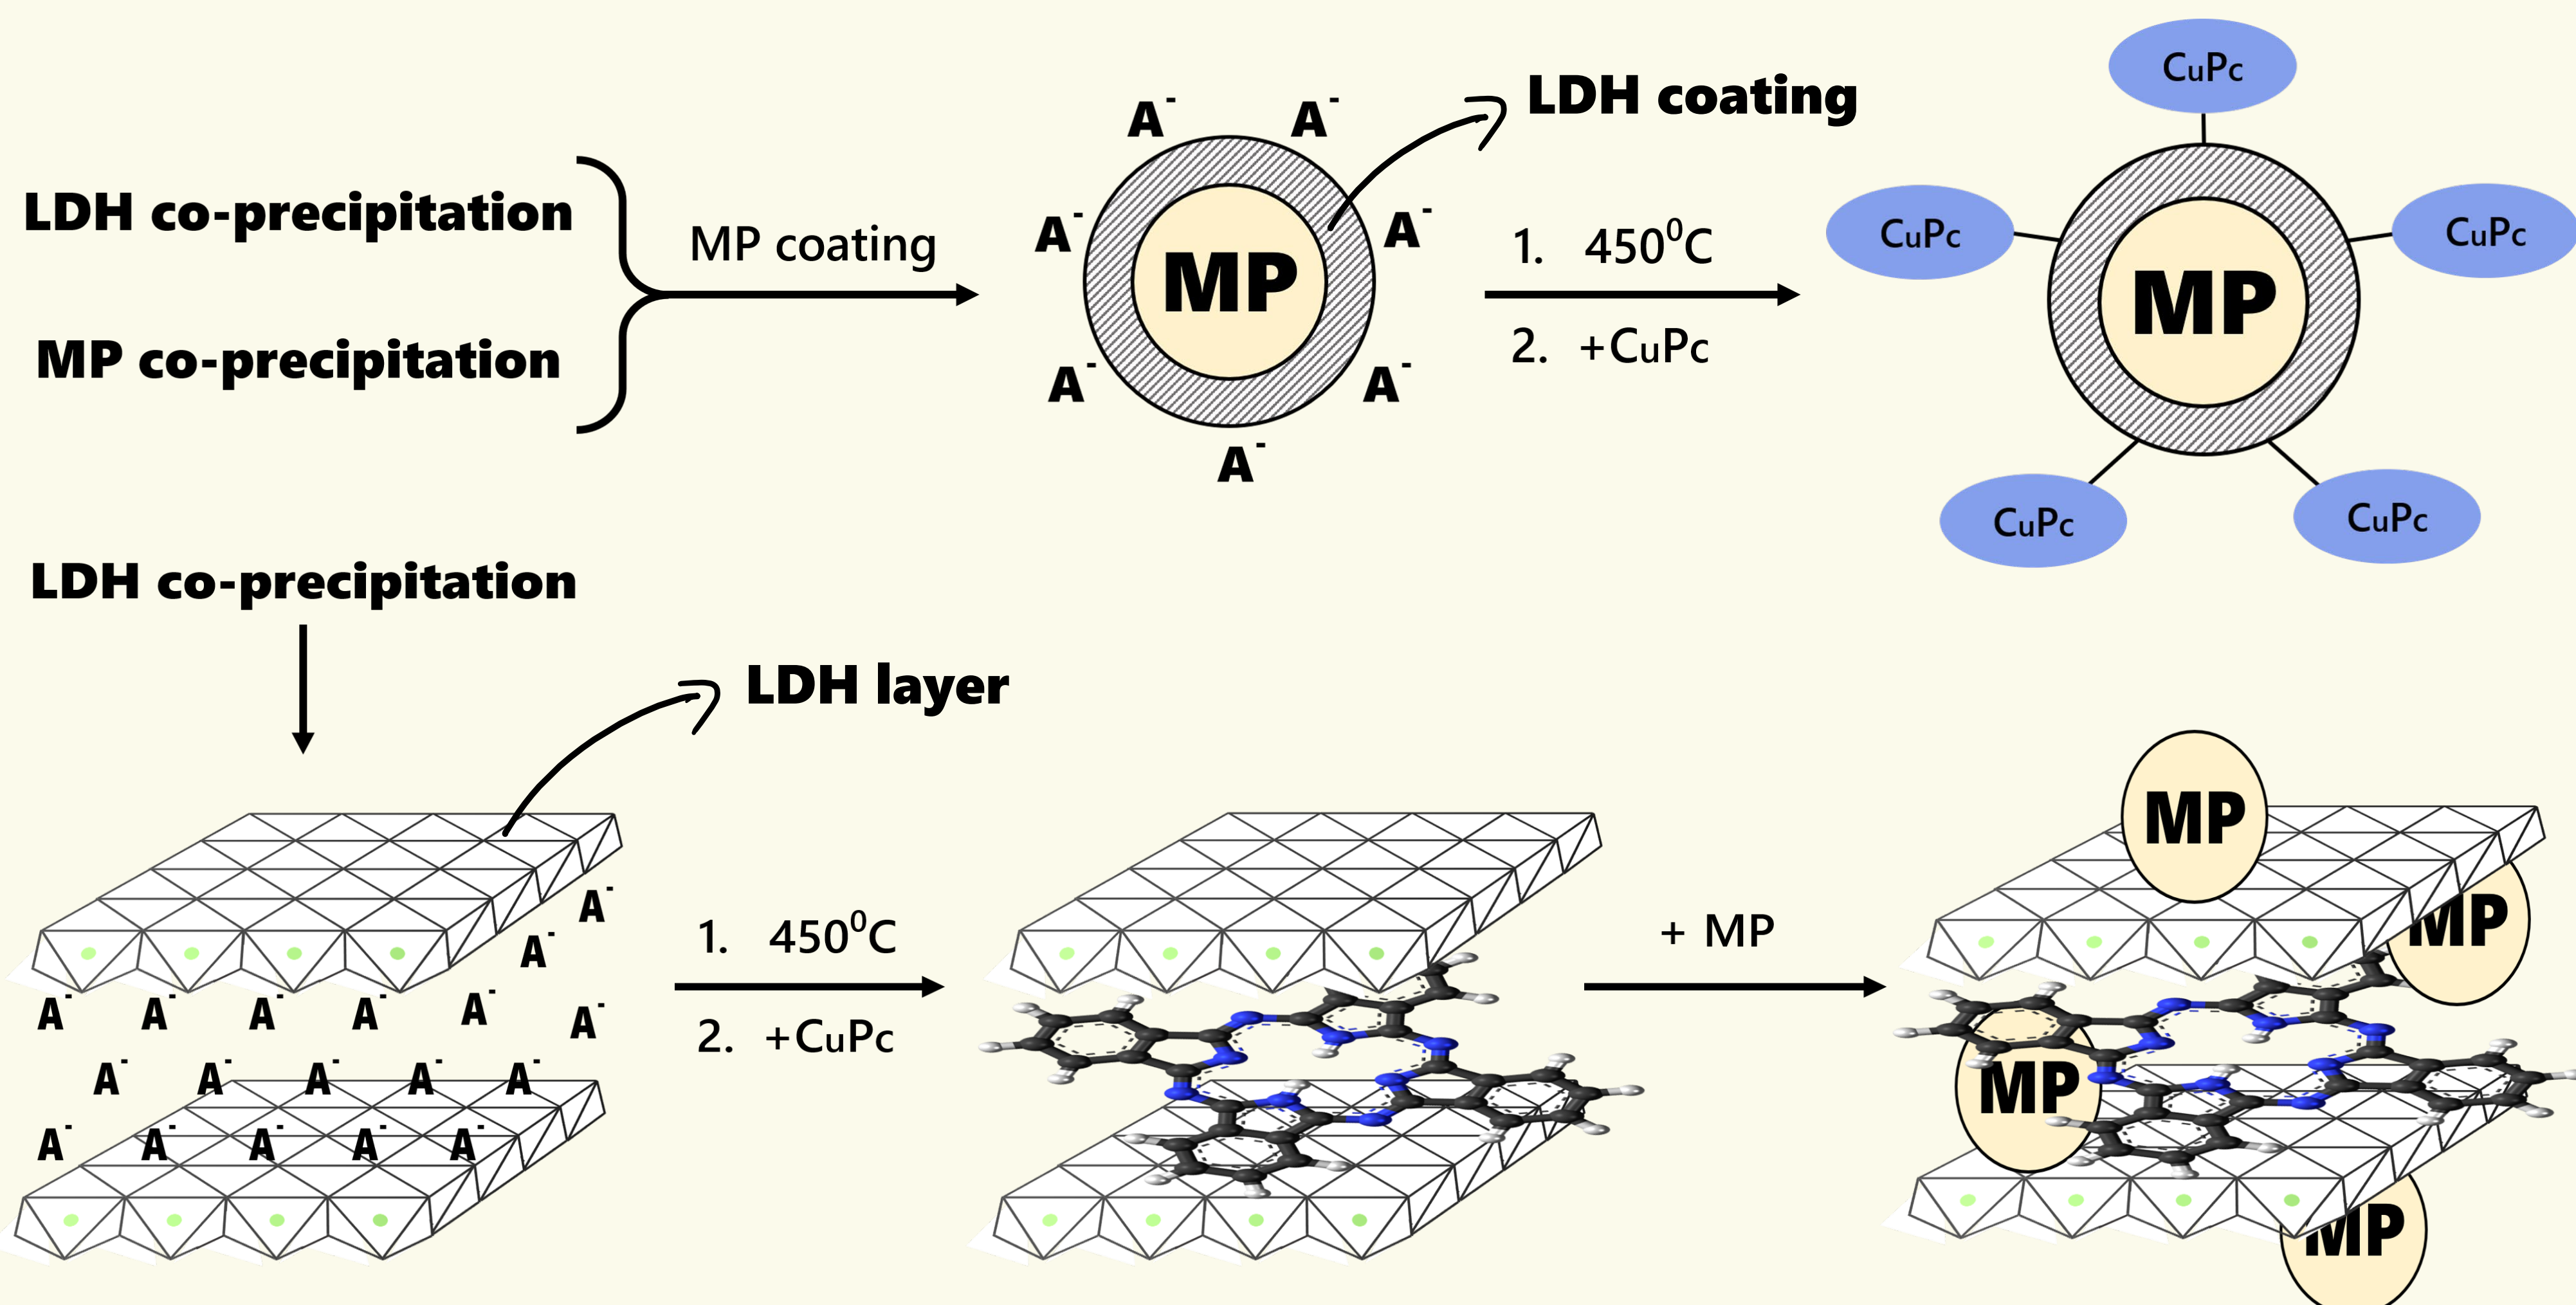 LDH co-precipitation
MP co-precipitation
MP coating
A⁻ A⁻
A⁻ A⁻
A⁻ A⁻
A⁻
MP
LDH coating
1. 450⁰C
2. +CuPc
CuPc
CuPc
CuPc
MP
CuPc
CuPc
LDH co-precipitation
LDH layer
A⁻
A⁻
A⁻ A⁻ A⁻ A⁻ A⁻ A⁻
A⁻ A⁻ A⁻ A⁻ A⁻
A⁻ A⁻ A⁻ A⁻ A⁻
1. 450⁰C
2. +CuPc
+ MP
MP
MP
MP
MP